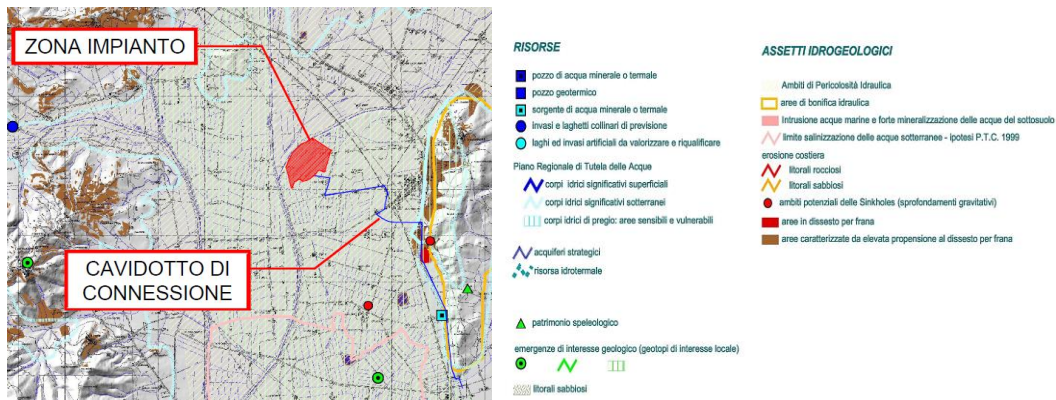 ZONA IMPIANTO
CAVIDOTTO DI
CONNESSIONE
RISORSE
pozzo di acqua minerale o termale
pozzo geotermico
sorgente di acqua minerale o termale
Invasi e laghetti collinari di previsione
laghi ed invasi artificiali da valorizzare e riqualificare
Piano Regionale di Tutela delle Acque
corpi idrici significativi superficiali
corpi idrici significativi sotterranei
corpi idrici di pregio: aree sensibili e vulnerabili
acquiferi strategici
risorsa idrotermale
patrimonio speleologico
emergenze di interesse geologico (geotopi di interesse locale)
litorali sabbiosi
ASSETTI IDROGEOLOGICI
Ambiti di Pericolosità Idraulica
aree di bonifica idraulica
Intrusione acque marine e forte mineralizzazione delle acque del sottosuolo
limite salinizzazione delle acque sotterranee - ipotesi P.T.C. 1999
erosione costiera
litorali rocciosi
litorali sabbiosi
ambiti potenziali delle Sinkholes (sprofondamenti gravitativi)
aree in dissesto per frana
aree caratterizzate da elevata propensione al dissesto per frana